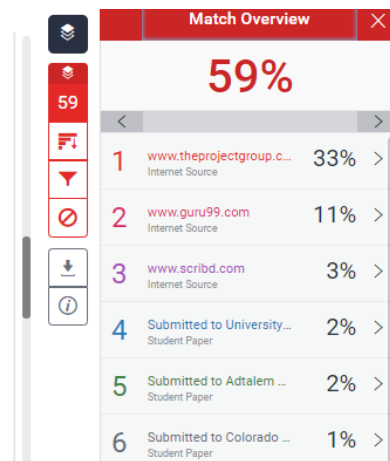 Match Overview
59%
59
1 www.theprojectgroup.c... 33%
Internet Source
2 www.guru99.com 11%
Internet Source
3 www.scribd.com 3%
Internet Source
4 Submitted to University... 2%
Student Paper
5 Submitted to Adtalem ... 2%
Student Paper
6 Submitted to Colorado ... 1%
Student Paper